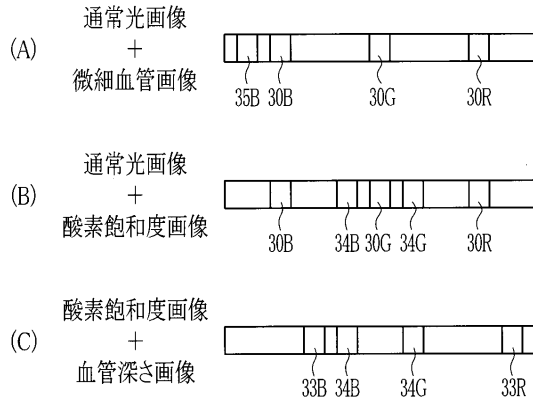 (A)
通常光画像
+
微細血管画像
35B 30B 30G 30R
(B)
通常光画像
+
酸素飽和度画像
30B 34B 30G 34G 30R
(C)
酸素飽和度画像
+
血管深さ画像
33B 34B 34G 33R